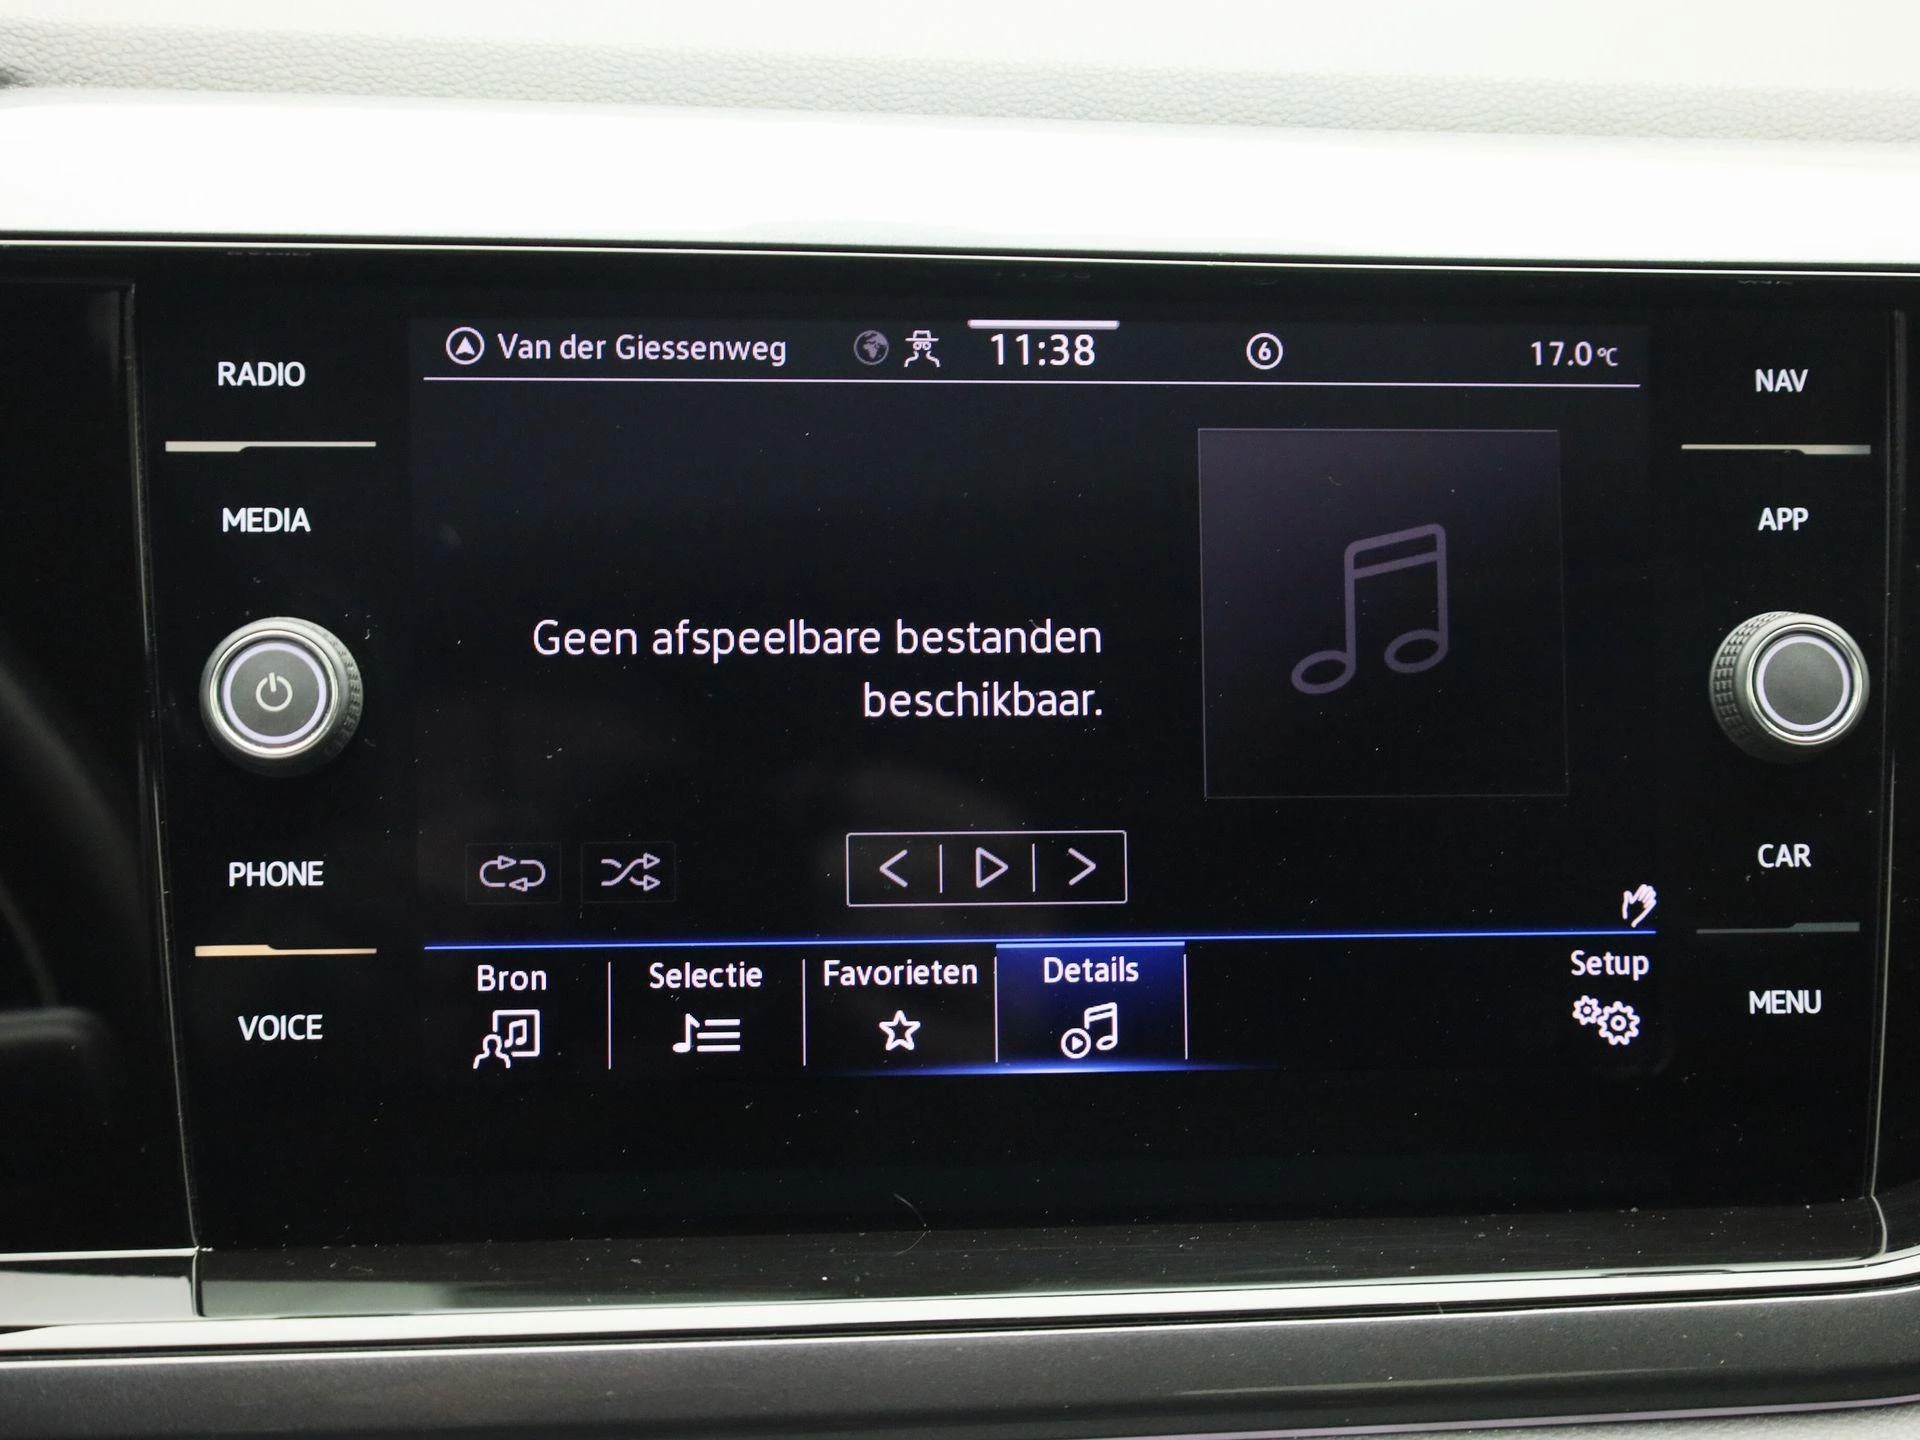 RADIO
MEDIA
PHONE
VOICE
Van der Giessenweg 11:38 6 17.0°C
Geen afspeelbare bestanden
beschikbaar.
Bron Selectie Favorieten Details Setup
NAV
APP
CAR
MENU